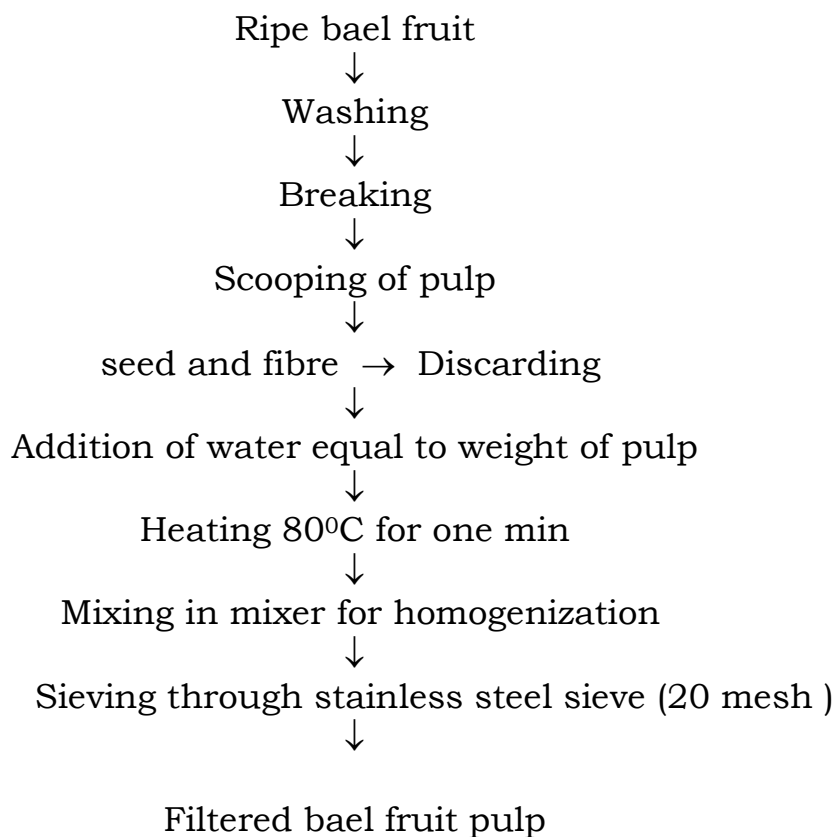 Ripe bael fruit
↓
Washing
↓
Breaking
↓
Scooping of pulp
↓
seed and fibre → Discarding
↓
Addition of water equal to weight of pulp
↓
Heating 80⁰C for one min
↓
Mixing in mixer for homogenization
↓
Sieving through stainless steel sieve (20 mesh )
↓
Filtered bael fruit pulp